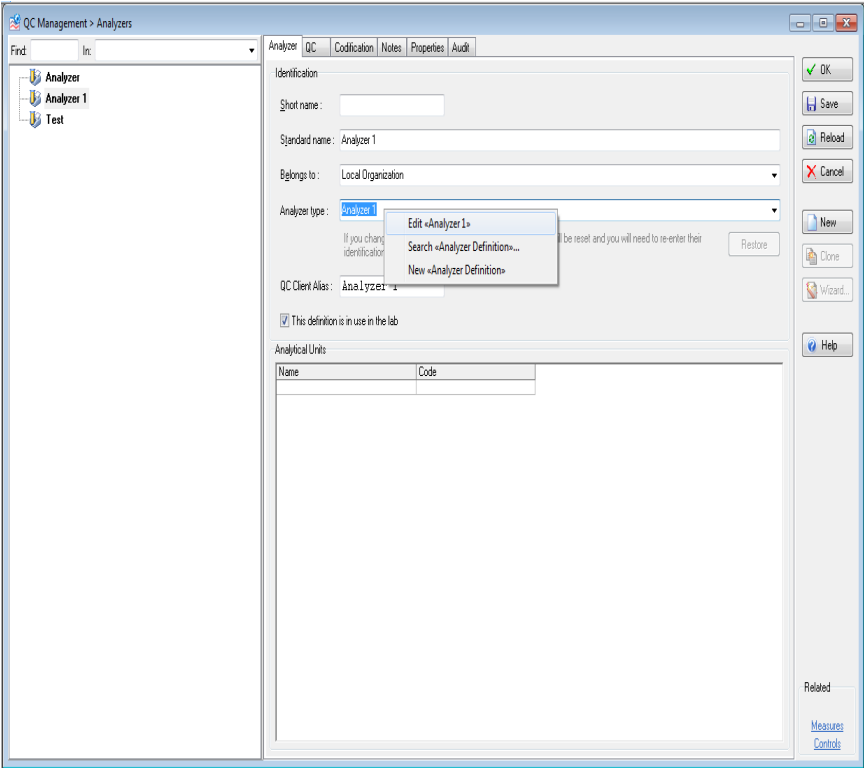 QC Management > Analyzers
Find: In:
Analyzer
Analyzer 1
Test
Analyzer QC Codification Notes Properties Audit
Identification
Short name :
Standard name : Analyzer 1
Belongs to : Local Organization
Analyzer type : Analyzer 1
Edit «Analyzer 1»
Search «Analyzer Definition»...
New «Analyzer Definition»
If you chang ll be reset and you will need to re-enter their
identification
Restore
QC Client Alias : Analyzer 1
This definition is in use in the lab
Analytical Units
Name Code
OK
Save
Reload
Cancel
New
Clone
Wizard...
Help
Related
Measures
Controls